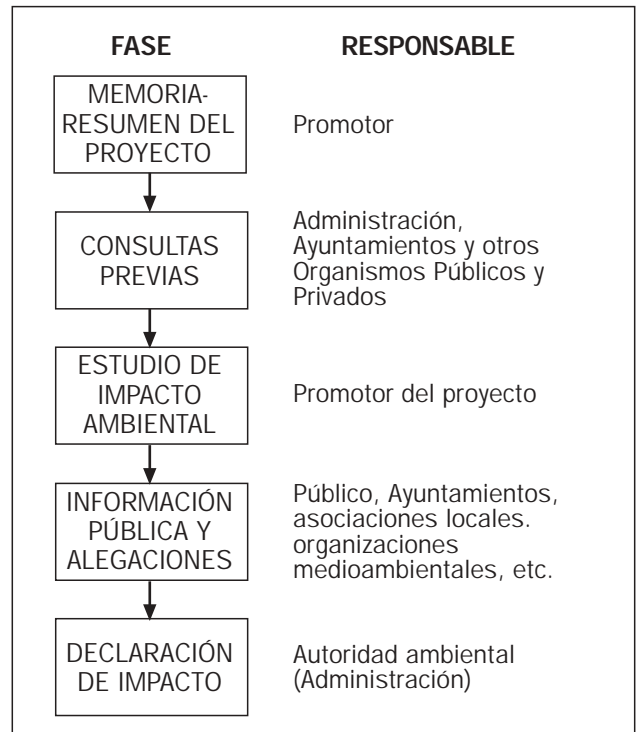 FASE RESPONSABLE
MEMORIA-
RESUMEN DEL
PROYECTO
Promotor
CONSULTAS
PREVIAS
Administración,
Ayuntamientos y otros
Organismos Públicos y
Privados
ESTUDIO DE
IMPACTO
AMBIENTAL
Promotor del proyecto
INFORMACIÓN
PÚBLICA Y
ALEGACIONES
Público, Ayuntamientos,
asociaciones locales.
organizaciones
medioambientales, etc.
DECLARACIÓN
DE IMPACTO
Autoridad ambiental
(Administración)